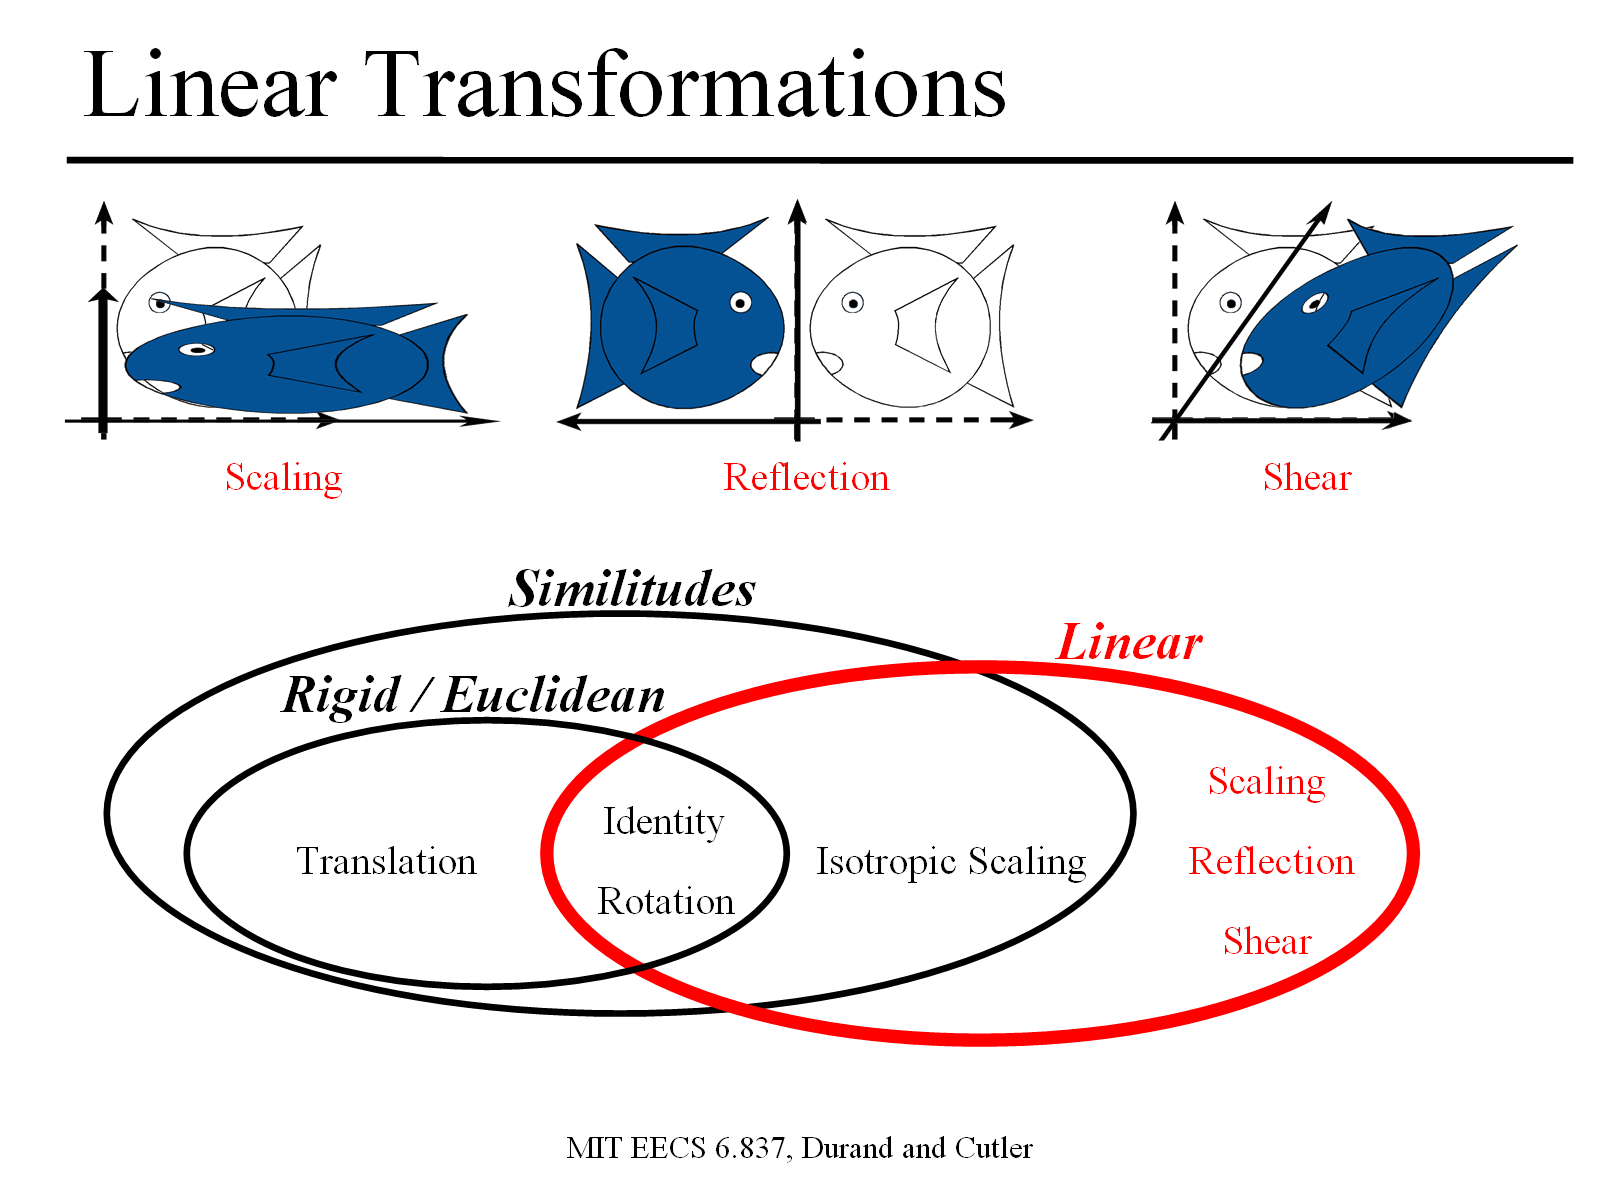 Linear Transformations
Scaling
Reflection
Shear
Similitudes
Linear
Rigid / Euclidean
Translation
Identity
Rotation
Isotropic Scaling
Scaling
Reflection
Shear
MIT EECS 6.837, Durand and Cutler